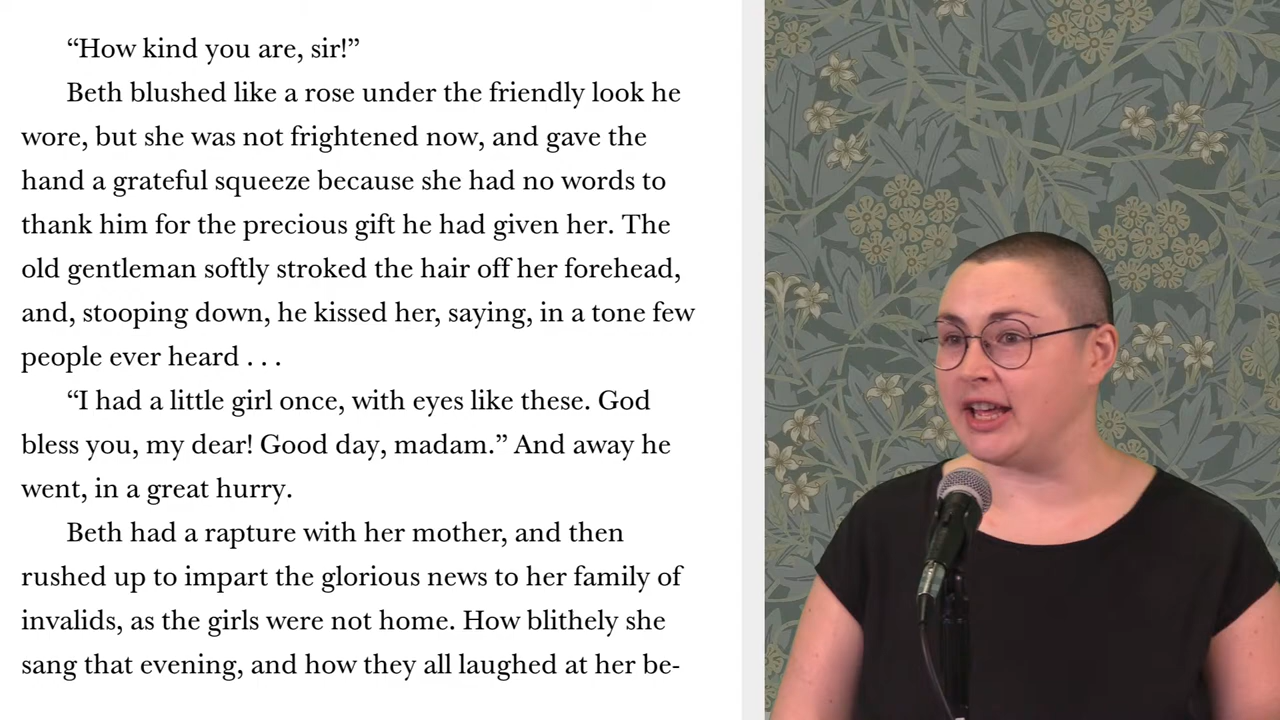 “How kind you are, sir!”
Beth blushed like a rose under the friendly look he
wore, but she was not frightened now, and gave the
hand a grateful squeeze because she had no words to
thank him for the precious gift he had given her. The
old gentleman softly stroked the hair off her forehead,
and, stooping down, he kissed her, saying, in a tone few
people ever heard . . .
“I had a little girl once, with eyes like these. God
bless you, my dear! Good day, madam.” And away he
went, in a great hurry.
Beth had a rapture with her mother, and then
rushed up to impart the glorious news to her family of
invalids, as the girls were not home. How blithely she
sang that evening, and how they all laughed at her be-